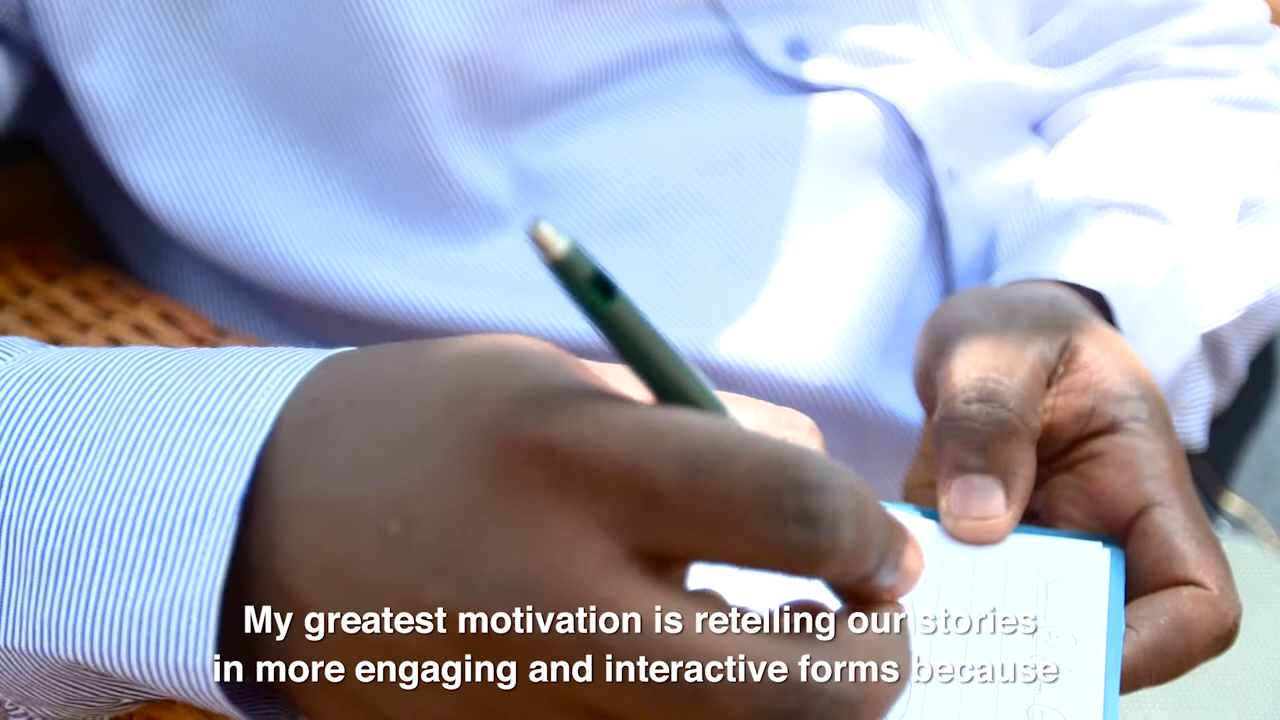 My greatest motivation is retelling our stories
in more engaging and interactive forms because